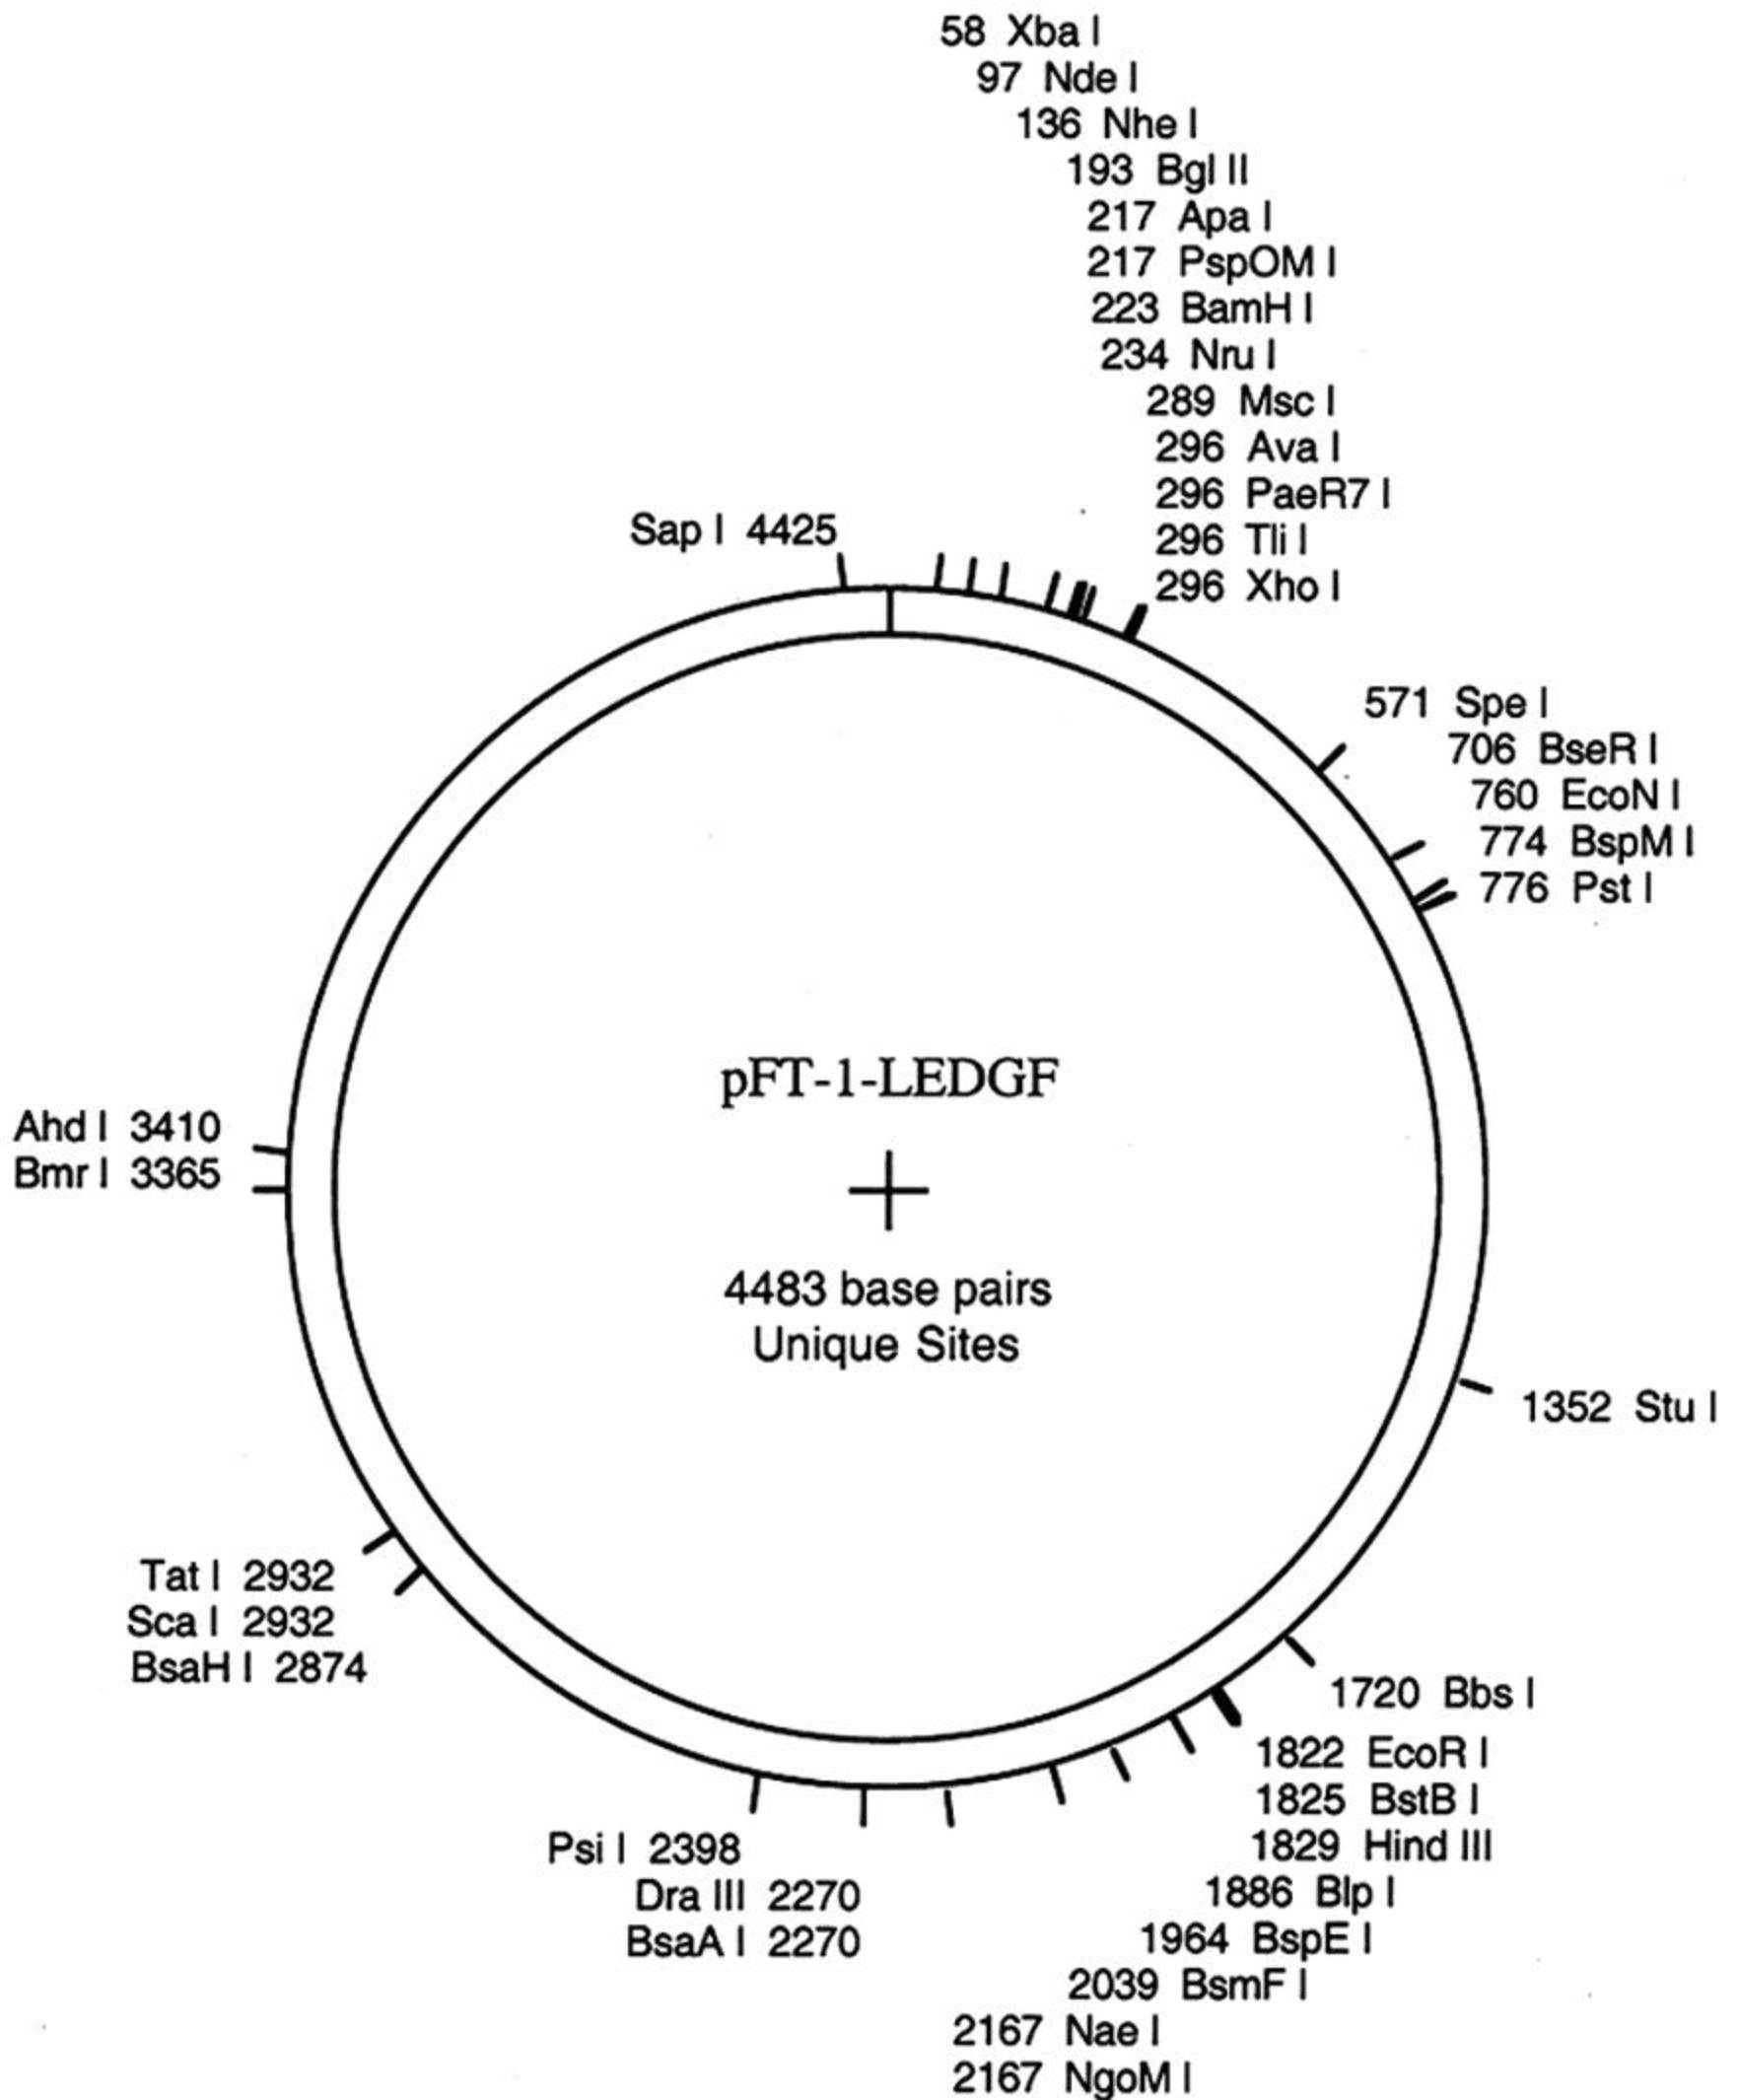 58 Xba I
97 Nde I
136 Nhe I
193 Bgl II
217 Apa I
217 PspOM I
223 BamH I
234 Nru I
289 Msc I
296 Ava I
296 PaeR7 I
296 Tli I
296 Xho I
Sap I 4425
571 Spe I
706 BseR I
760 EcoN I
774 BspM I
776 Pst I
pFT-1-LEDGF
4483 base pairs
Unique Sites
Ahd I 3410
Bmr I 3365
1352 Stu I
Tat I 2932
Sca I 2932
BsaH I 2874
1720 Bbs I
1822 EcoR I
1825 BstB I
1829 Hind III
1886 Blp I
1964 BspE I
2039 BsmF I
2167 Nae I
2167 NgoM I
Psi I 2398
Dra III 2270
BsaA I 2270